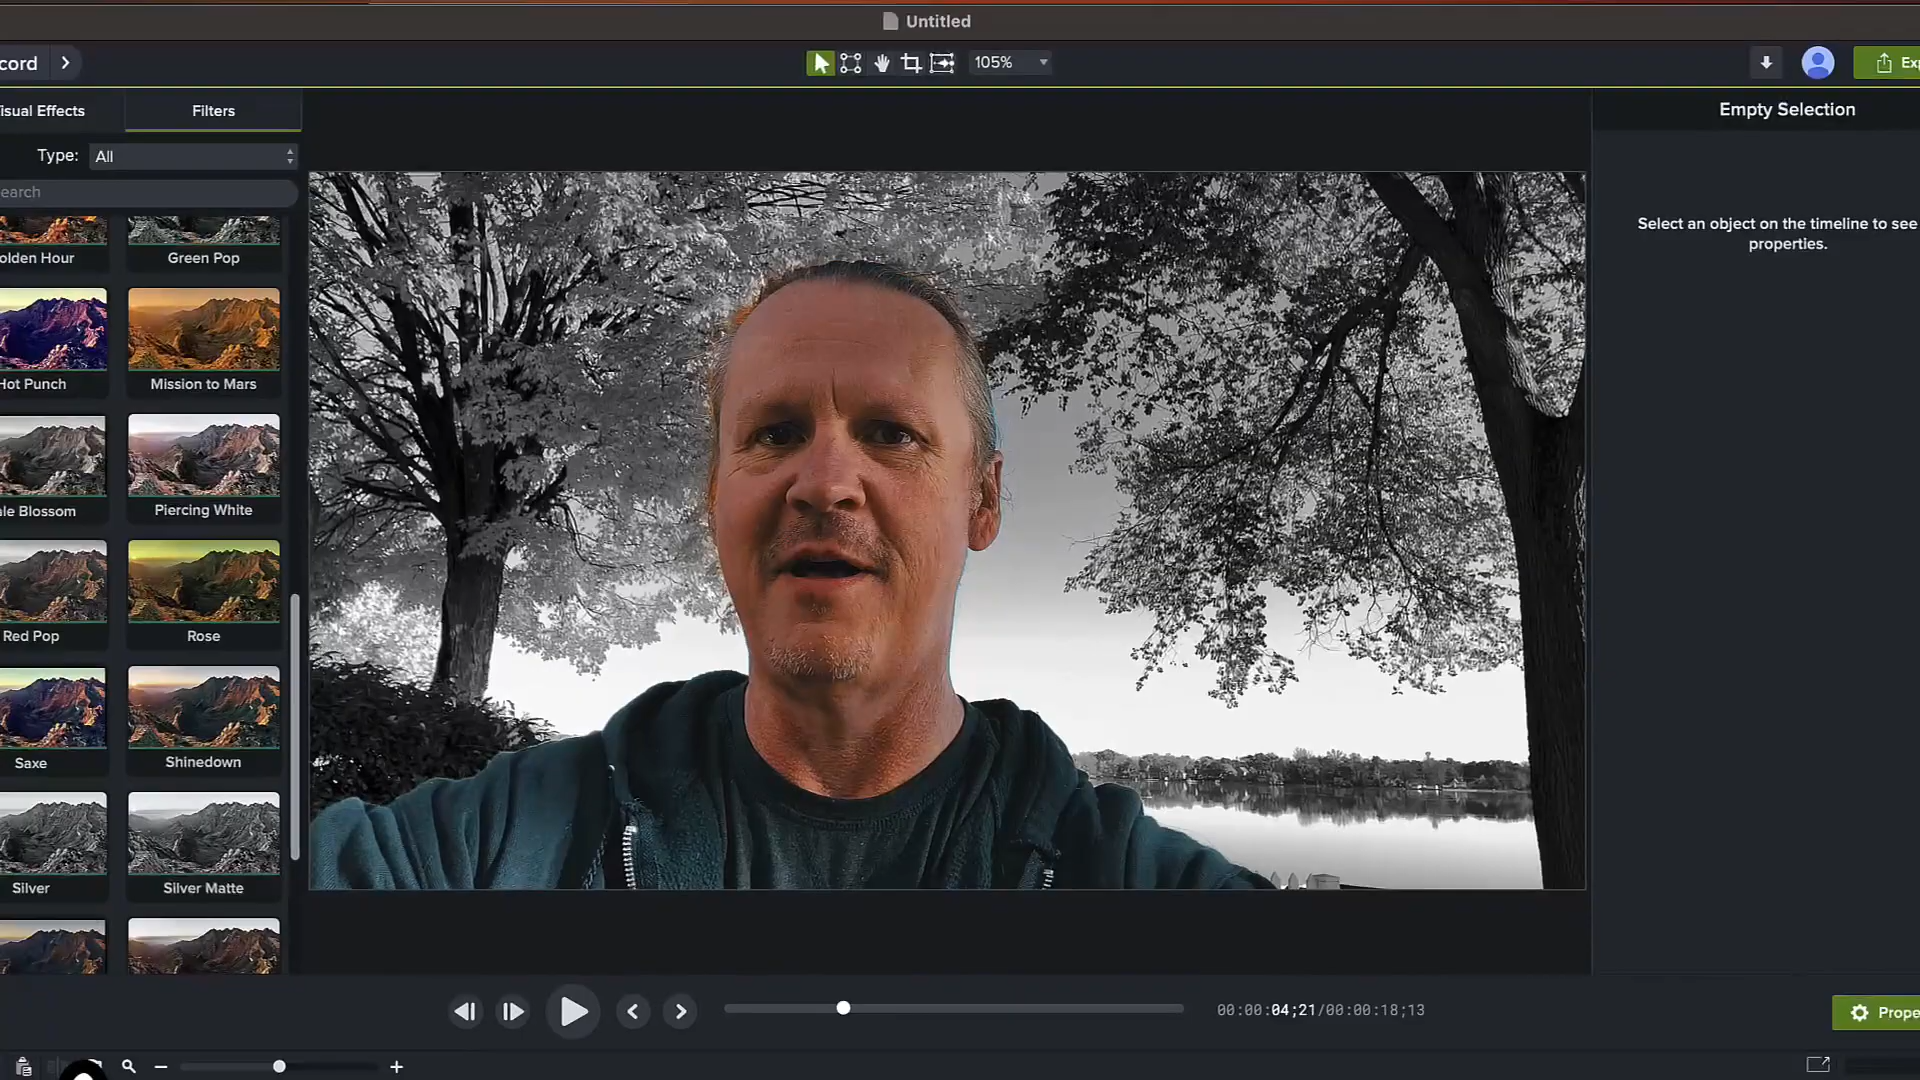 Untitled
cord
105%
Exp
isual Effects
Filters
Empty Selection
Type:
All
earch
Select an object on the timeline to see
properties.
olden Hour
Green Pop
Hot Punch
Mission to Mars
ale Blossom
Piercing White
Red Pop
Rose
Saxe
Shinedown
Silver
Silver Matte
00:00:04;21/00:00:18;13
Prope